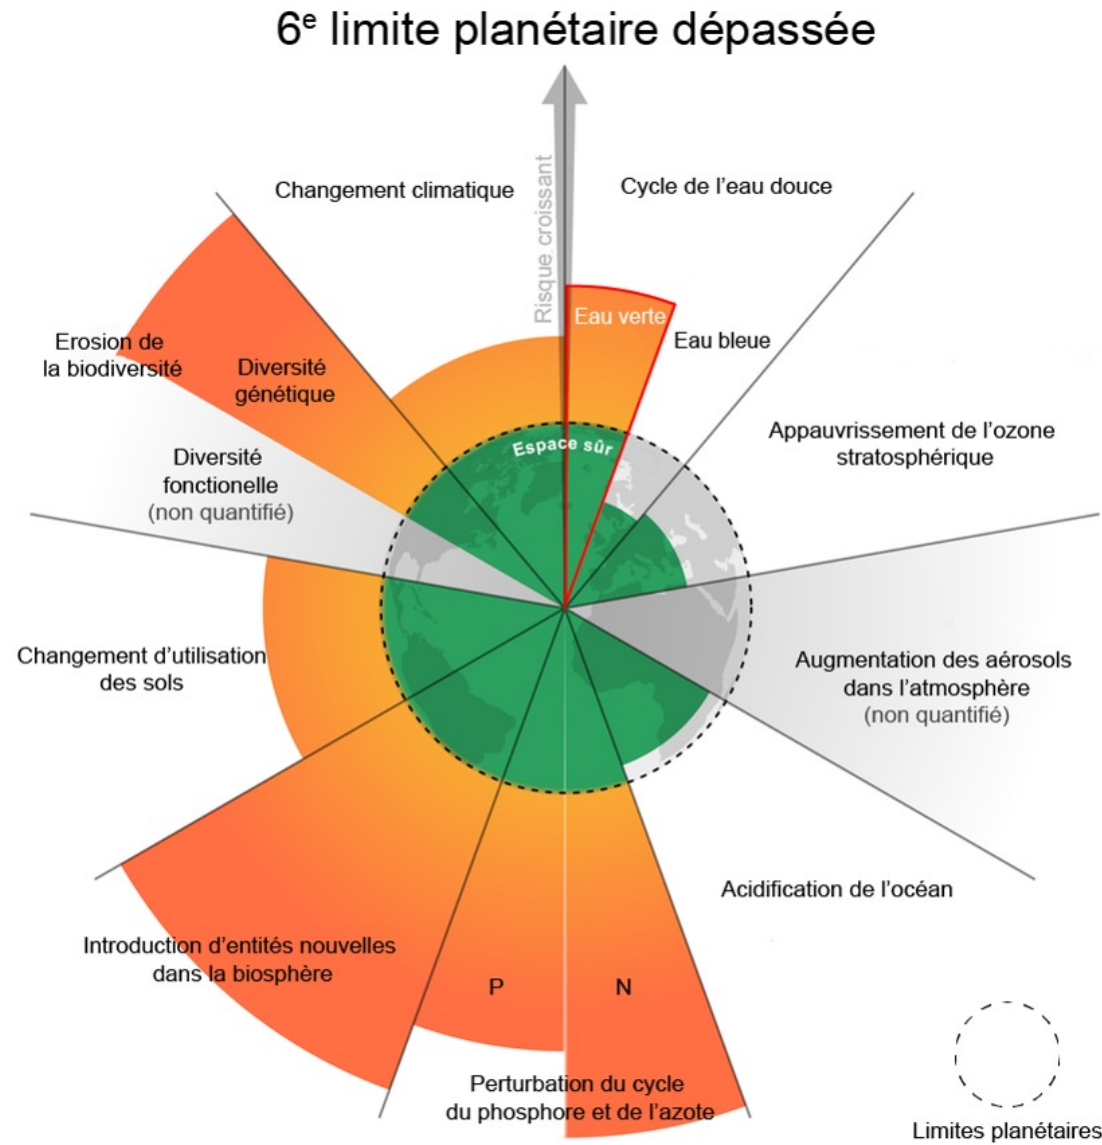 6e limite planétaire dépassée
Changement climatique
Risque croissant
Cycle de l'eau douce
Eau verte
Eau bleue
Erosion de
la biodiversité
Diversité
génétique
Espace sûr
Appauvrissement de l'ozone
stratosphérique
Diversité
fonctionelle
(non quantifié)
Changement d'utilisation
des sols
Augmentation des aérosols
dans l'atmosphère
(non quantifié)
Acidification de l'océan
Introduction d'entités nouvelles
dans la biosphère
P
N
Perturbation du cycle
du phosphore et de l'azote
Limites planétaires